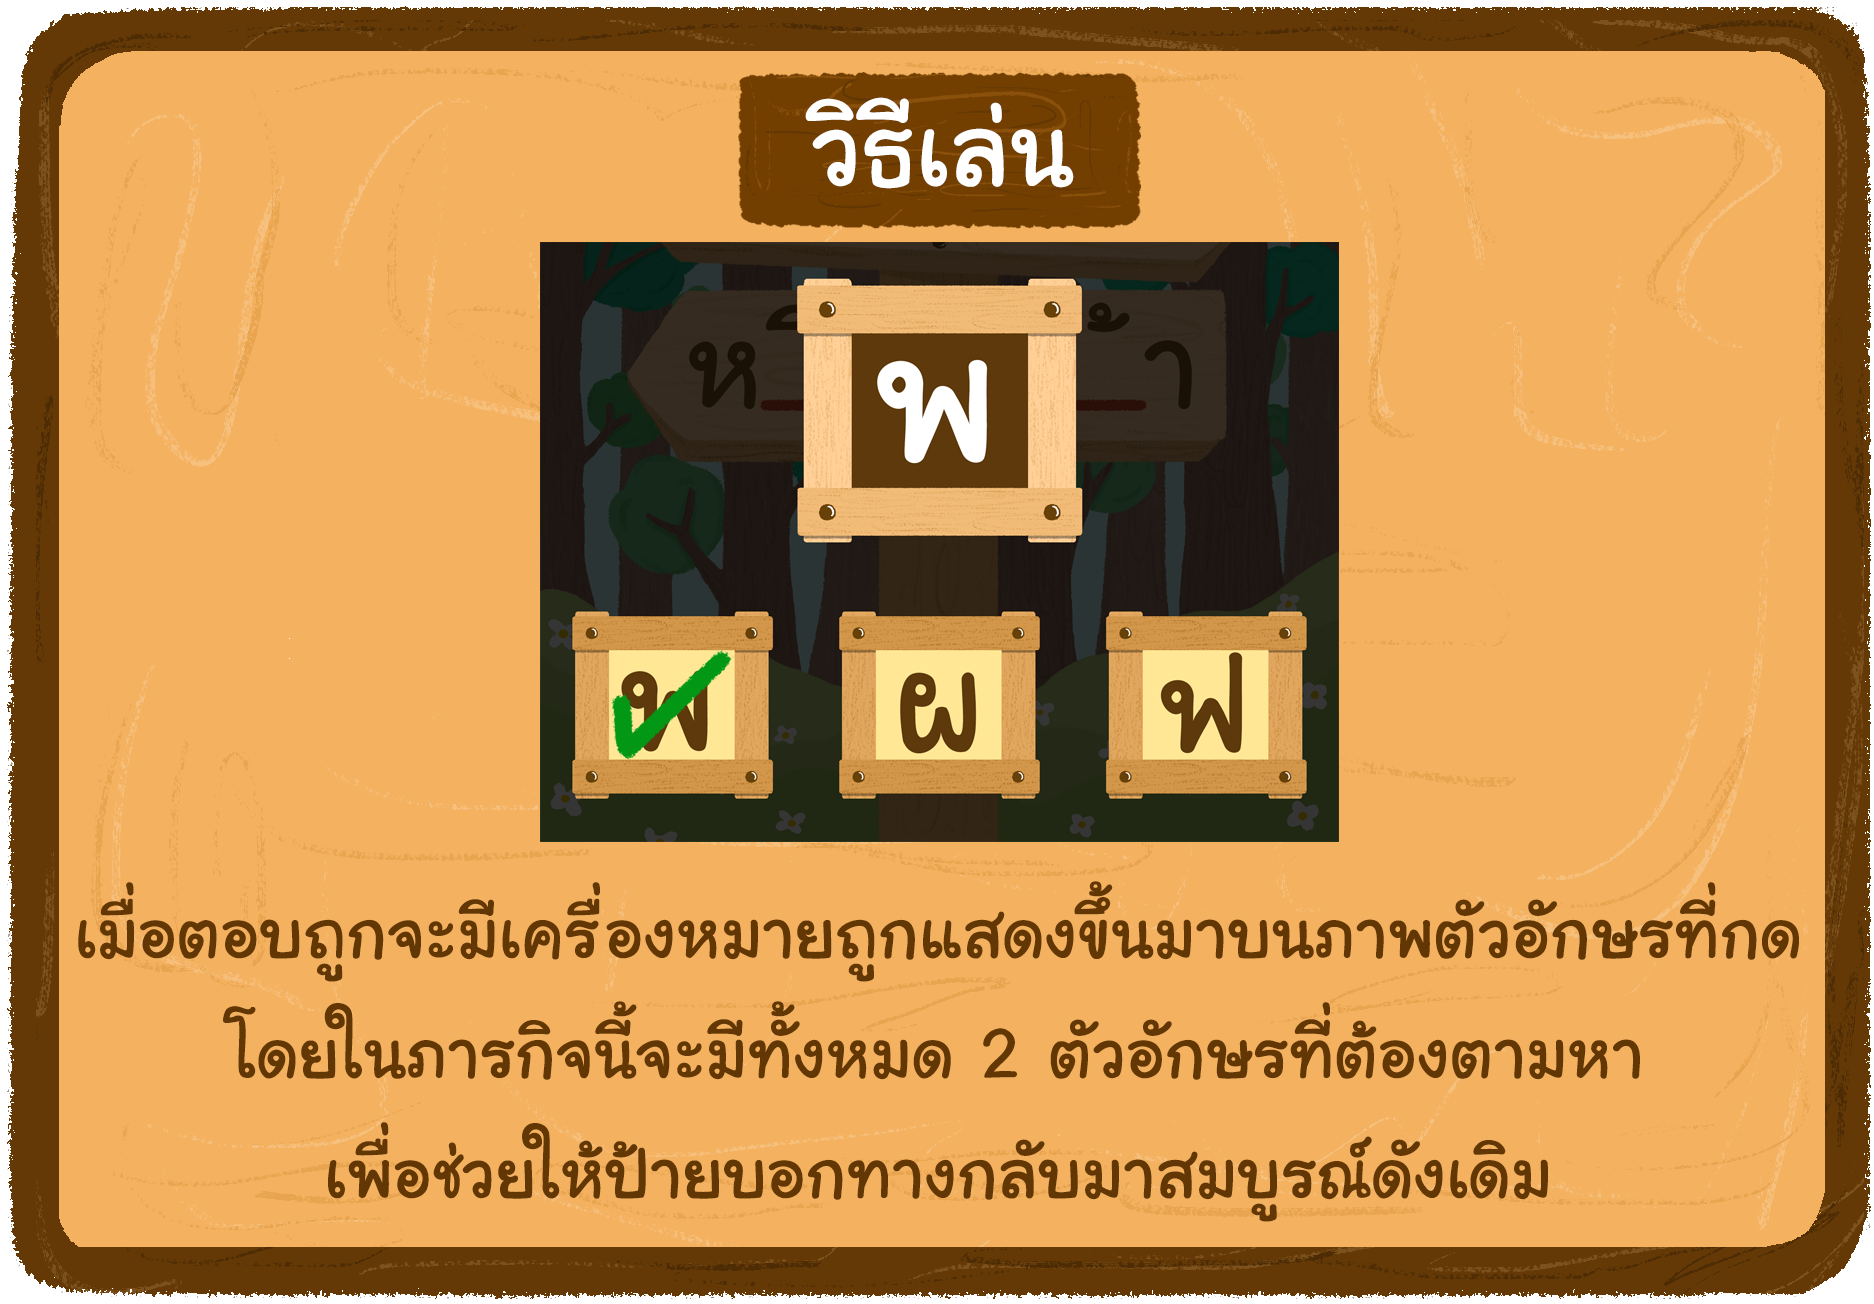 วิธีเล่น
ห
้า
พ
พ ผ ฟ
เมื่อตอบถูกจะมีเครื่องหมายถูกแสดงขึ้นมาบนภาพตัวอักษรที่กด
โดยในภารกิจนี้จะมีทั้งหมด 2 ตัวอักษรที่ต้องตามหา
เพื่อช่วยให้ป้ายบอกทางกลับมาสมบูรณ์ดังเดิม